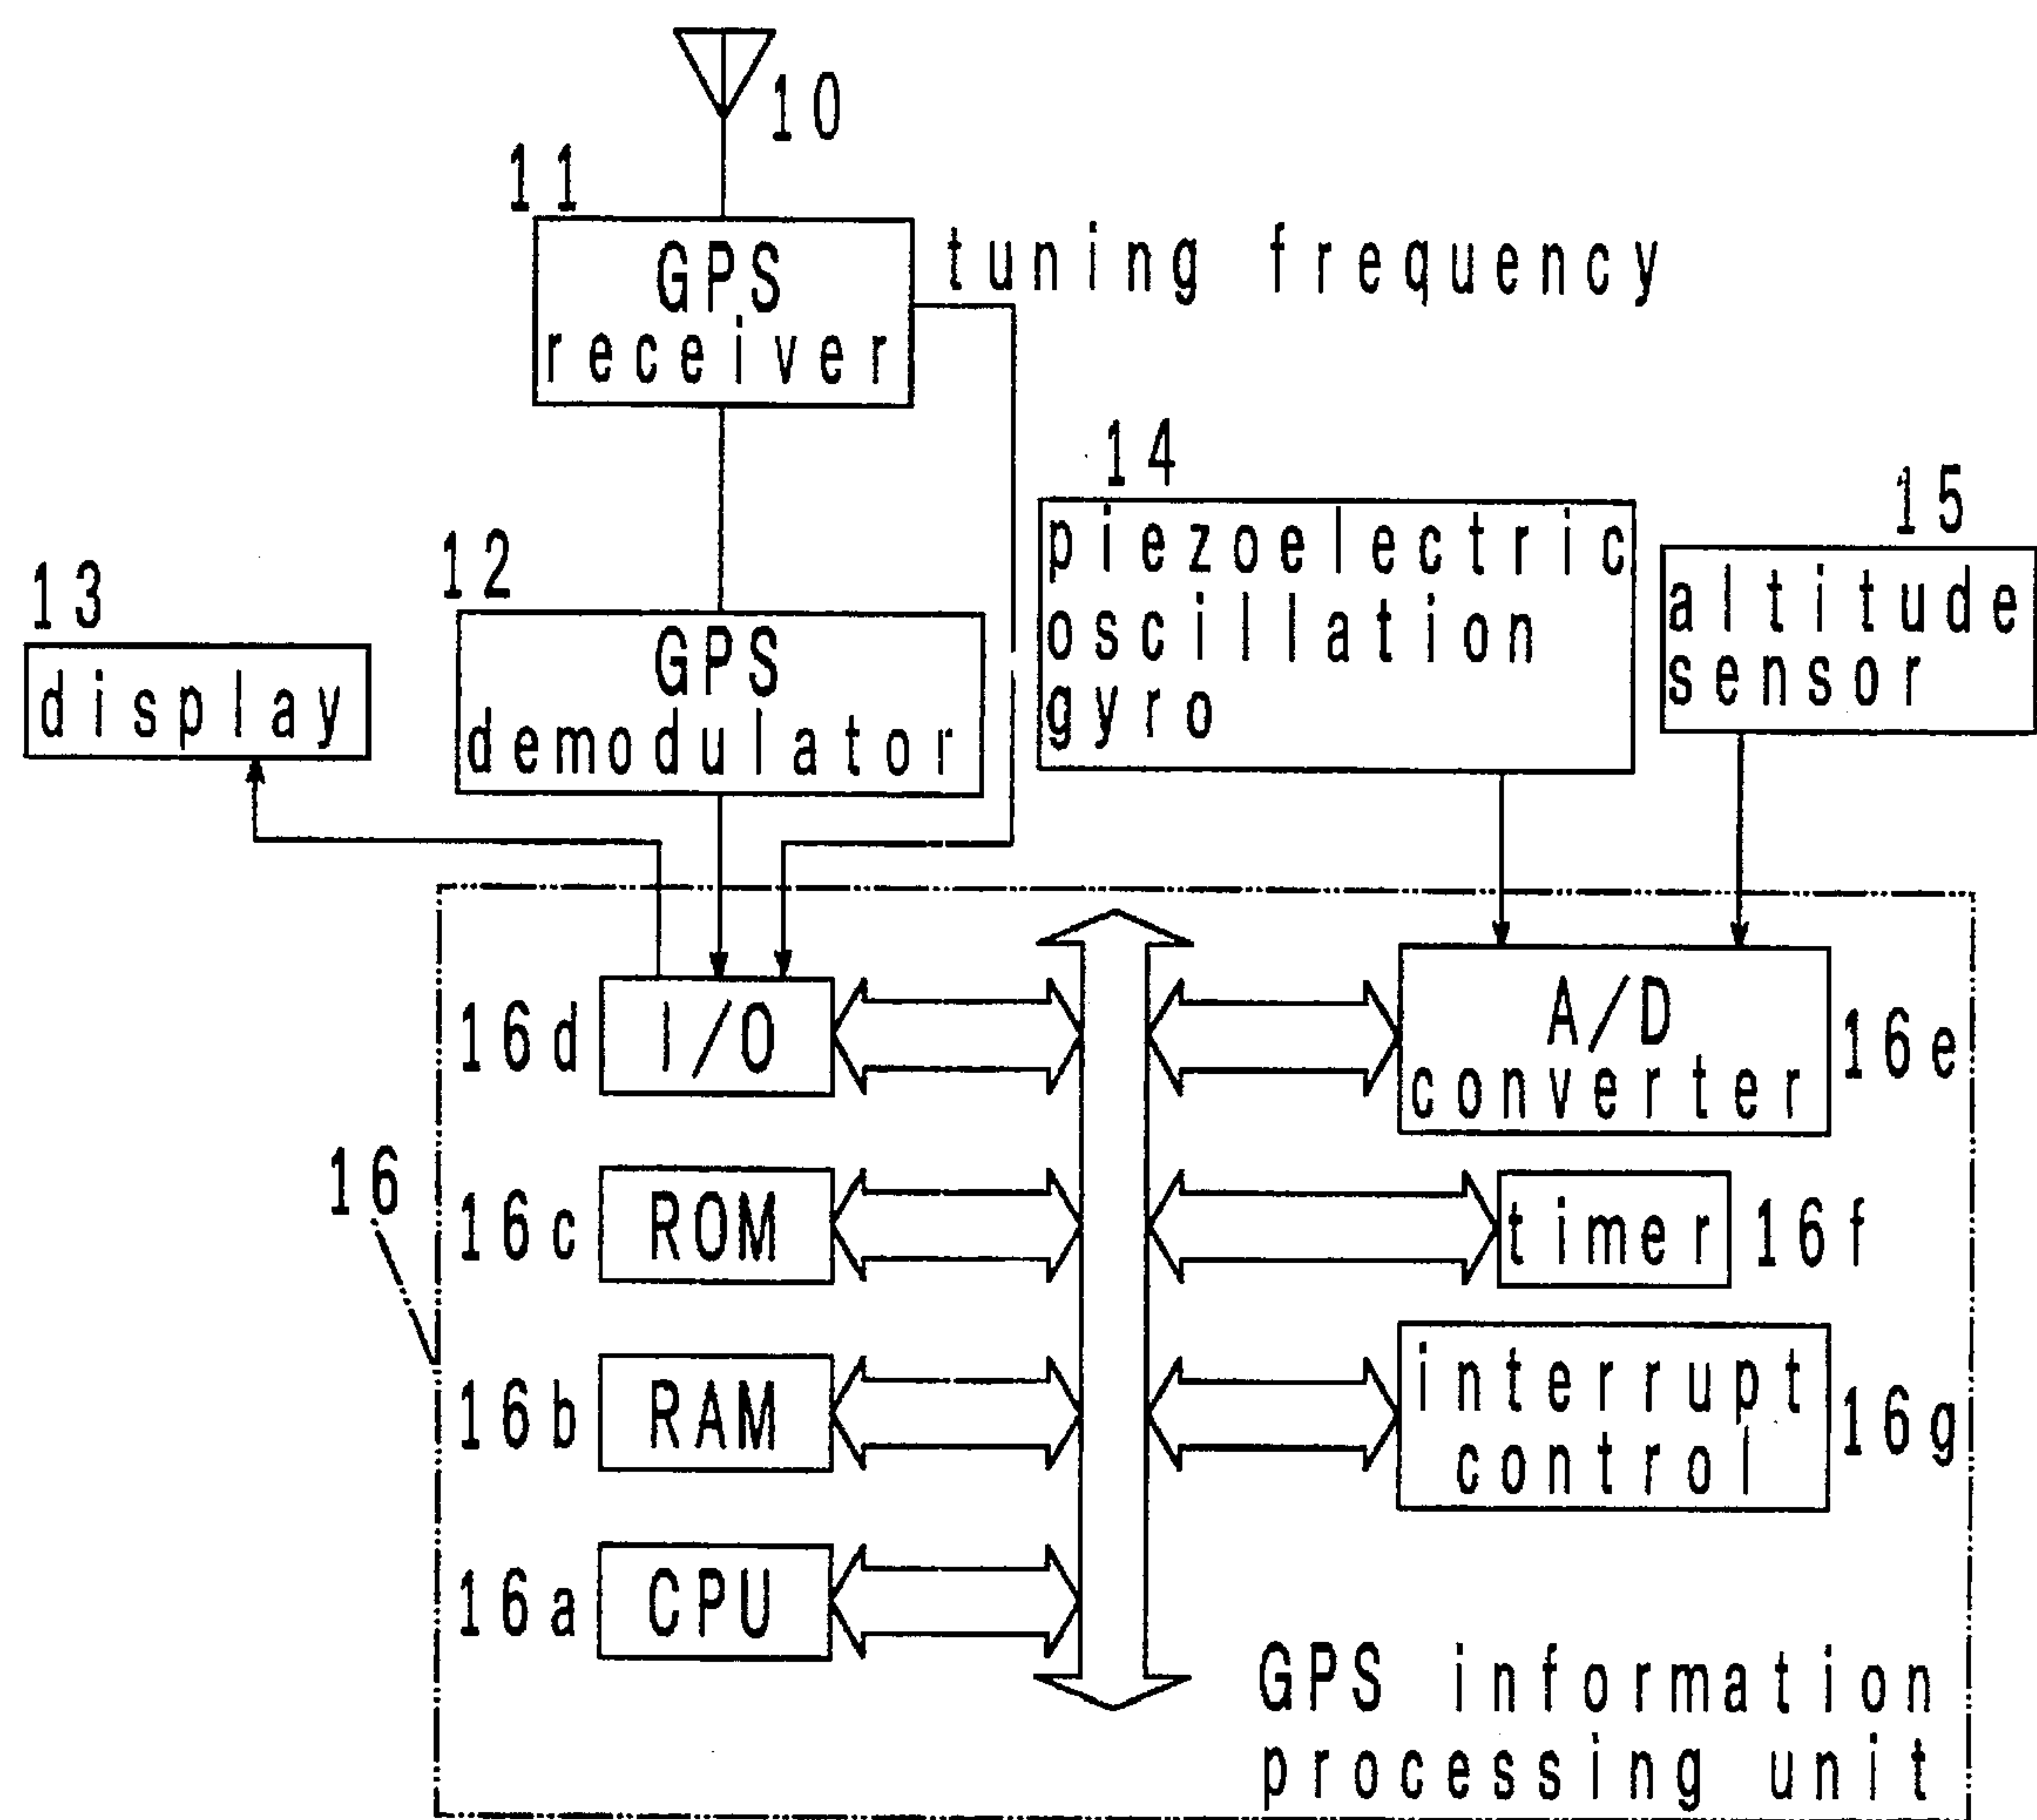 10
11
GPS
receiver
tuning frequency
14
piezoelectric
oscillation
gyro
15
altitude
sensor
12
GPS
demodulator
13
display
16
16d
I/O
A/D
converter
16e
16c
ROM
timer
16f
16b
RAM
interrupt
control
16g
16a
CPU
GPS information
processing unit